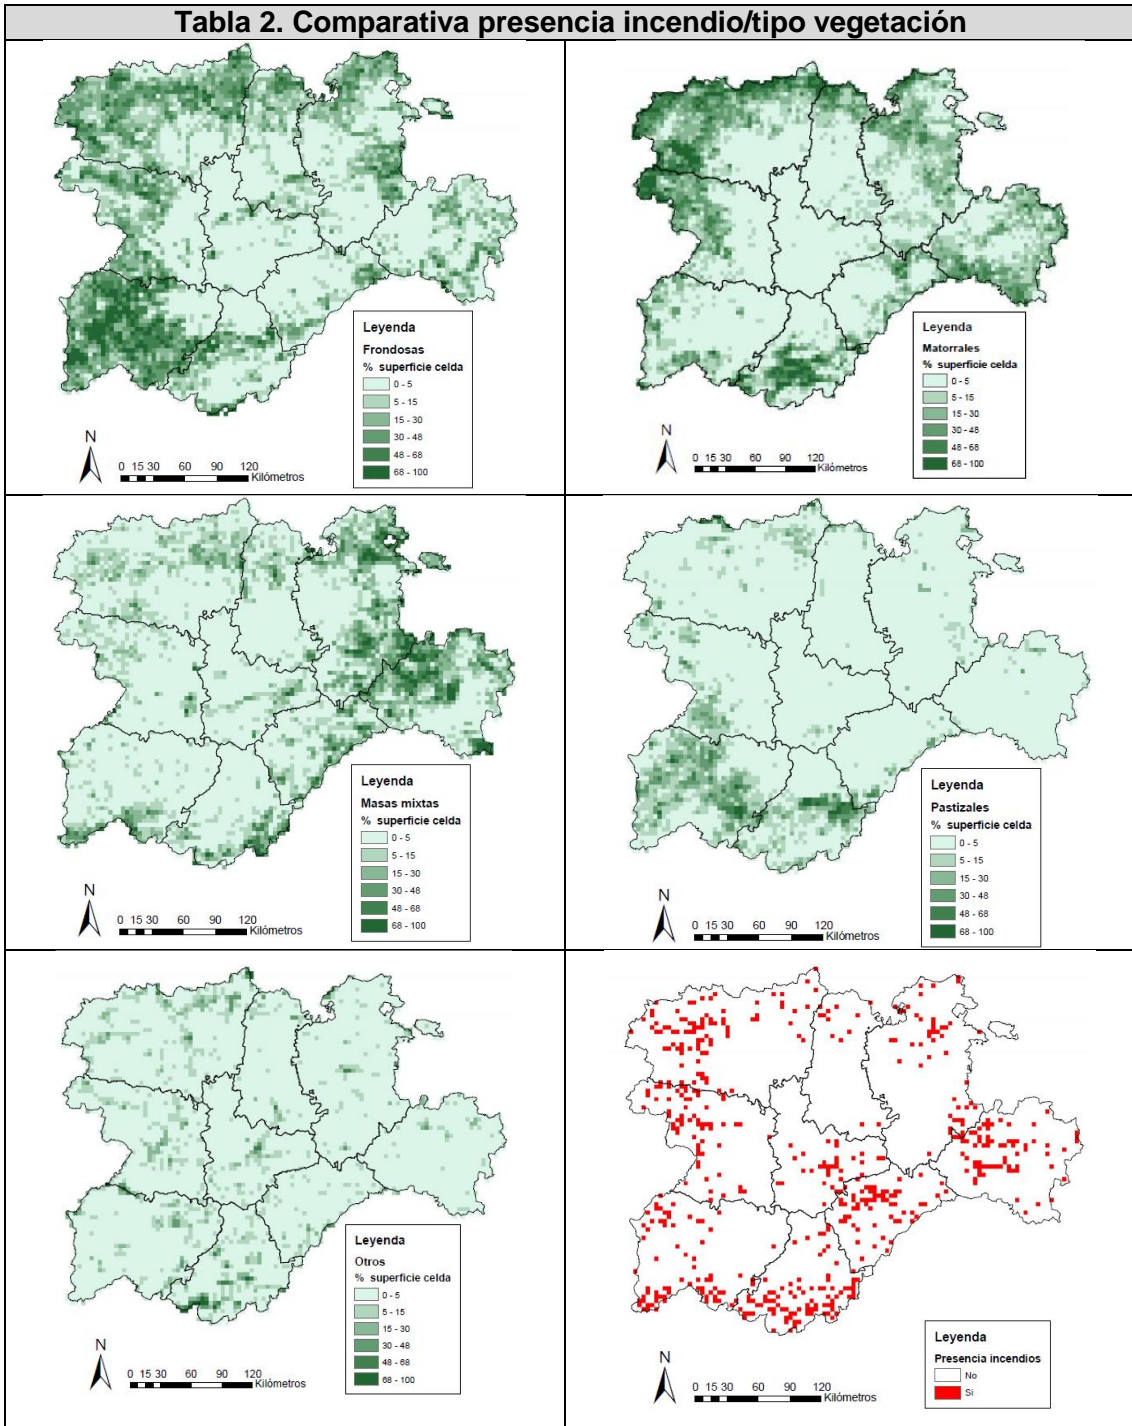 Tabla 2. Comparativa presencia incendio/tipo vegetación
Leyenda
Frondosas
% superficie celda
0 - 5
5 - 15
15 - 30
30 - 48
48 - 68
68 - 100
N
0 15 30 60 90 120
Kilómetros
Leyenda
Matorrales
% superficie celda
0 - 5
5 - 15
15 - 30
30 - 48
48 - 68
68 - 100
N
0 15 30 60 90 120
Kilómetros
Leyenda
Masas mixtas
% superficie celda
0 - 5
5 - 15
15 - 30
30 - 48
48 - 68
68 - 100
N
0 15 30 60 90 120
Kilómetros
Leyenda
Pastizales
% superficie celda
0 - 5
5 - 15
15 - 30
30 - 48
48 - 68
68 - 100
N
0 15 30 60 90 120
Kilómetros
Leyenda
Otros
% superficie celda
0 - 5
5 - 15
15 - 30
30 - 48
48 - 68
68 - 100
N
0 15 30 60 90 120
Kilómetros
Leyenda
Presencia incendios
No
Si
N
0 15 30 60 90 120
Kilómetros